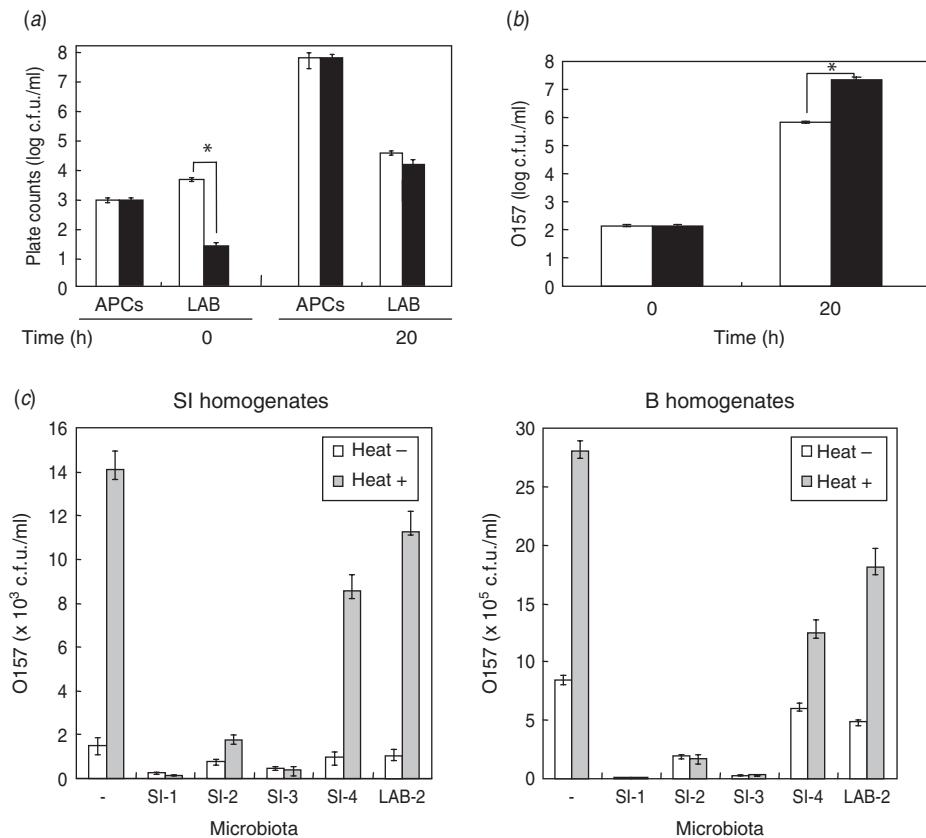 (a)
Plate counts (log c.f.u./ml)
8
7
6
5
4
3
2
1
0
*
APCs LAB APCs LAB
Time (h) 0 20
(b)
O157 (log c.f.u./ml)
8
7
6
5
4
3
2
1
0
*
0 20
Time (h)
(c)
SI homogenates
O157 (x 10³ c.f.u./ml)
16
14
12
10
8
6
4
2
0
Heat –
Heat +
- SI-1 SI-2 SI-3 SI-4 LAB-2
Microbiota
B homogenates
O157 (x 10⁵ c.f.u./ml)
30
25
20
15
10
5
0
Heat –
Heat +
- SI-1 SI-2 SI-3 SI-4 LAB-2
Microbiota